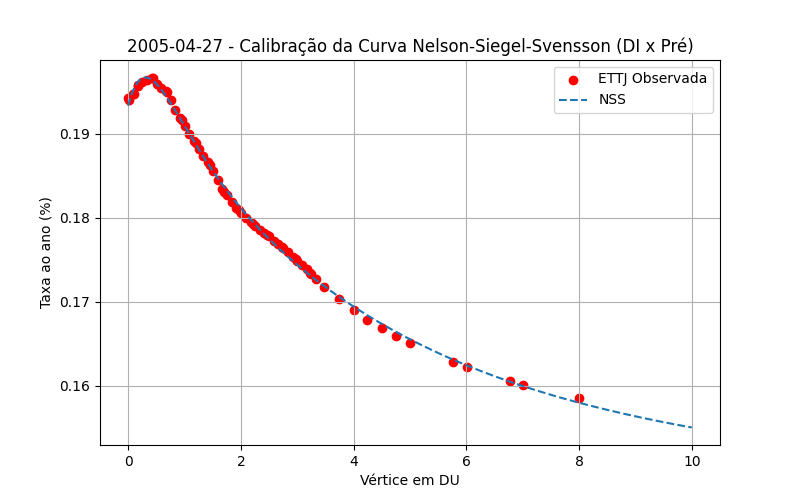 2005-04-27 - Calibração da Curva Nelson-Siegel-Svensson (DI x Pré)
ETTJ Observada
NSS
Taxa ao ano (%)
0.19
0.18
0.17
0.16
0
2
4
6
8
10
Vértice em DU